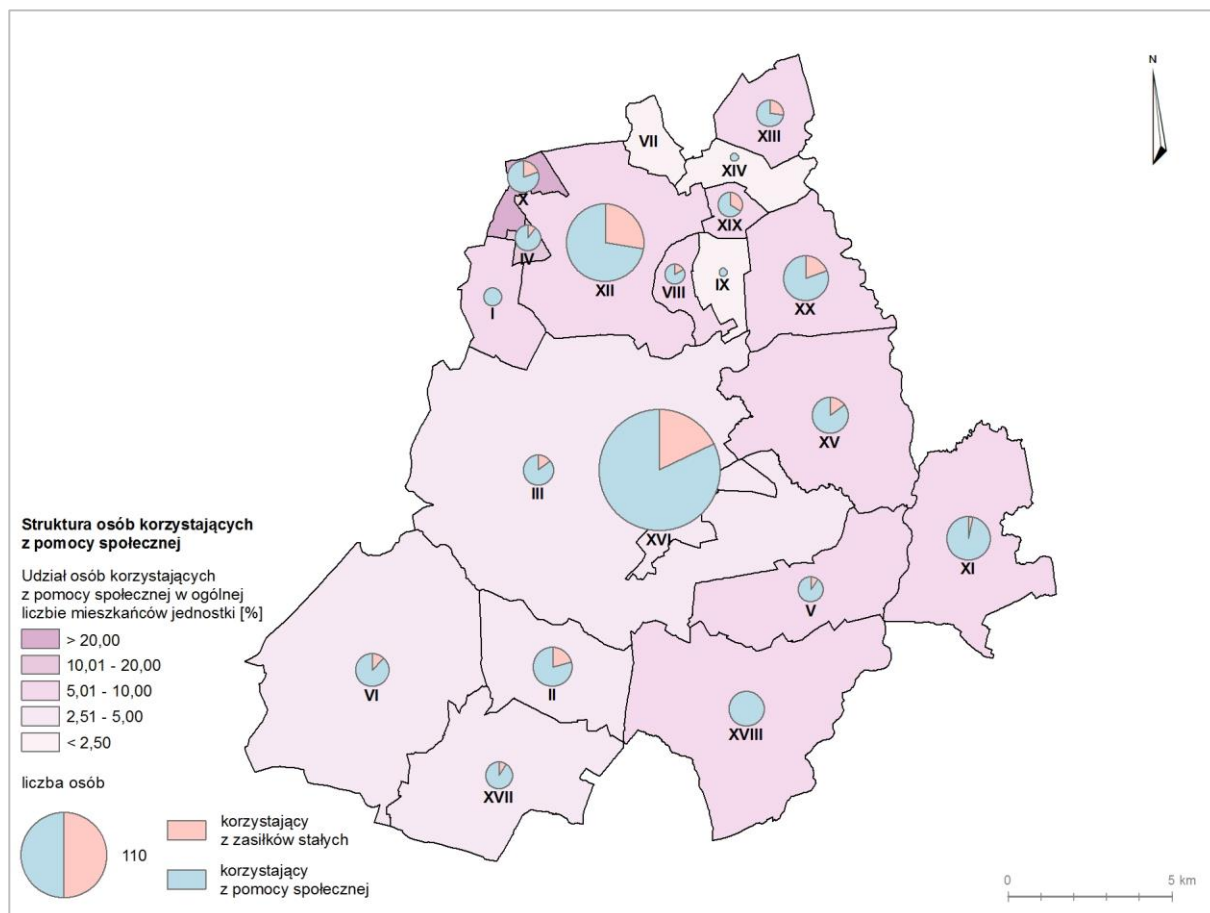 N
XIII
VII
XIV
X
XIX
IV
XII
VIII
IX
XX
I
XV
III
XVI
XI
V
VI
II
XVIII
XVII
Struktura osób korzystających
z pomocy społecznej
Udział osób korzystających
z pomocy społecznej w ogólnej
liczbie mieszkańców jednostki [%]
> 20,00
10,01 - 20,00
5,01 - 10,00
2,51 - 5,00
< 2,50
liczba osób
110
korzystający
z zasiłków stałych
korzystający
z pomocy społecznej
0 5 km